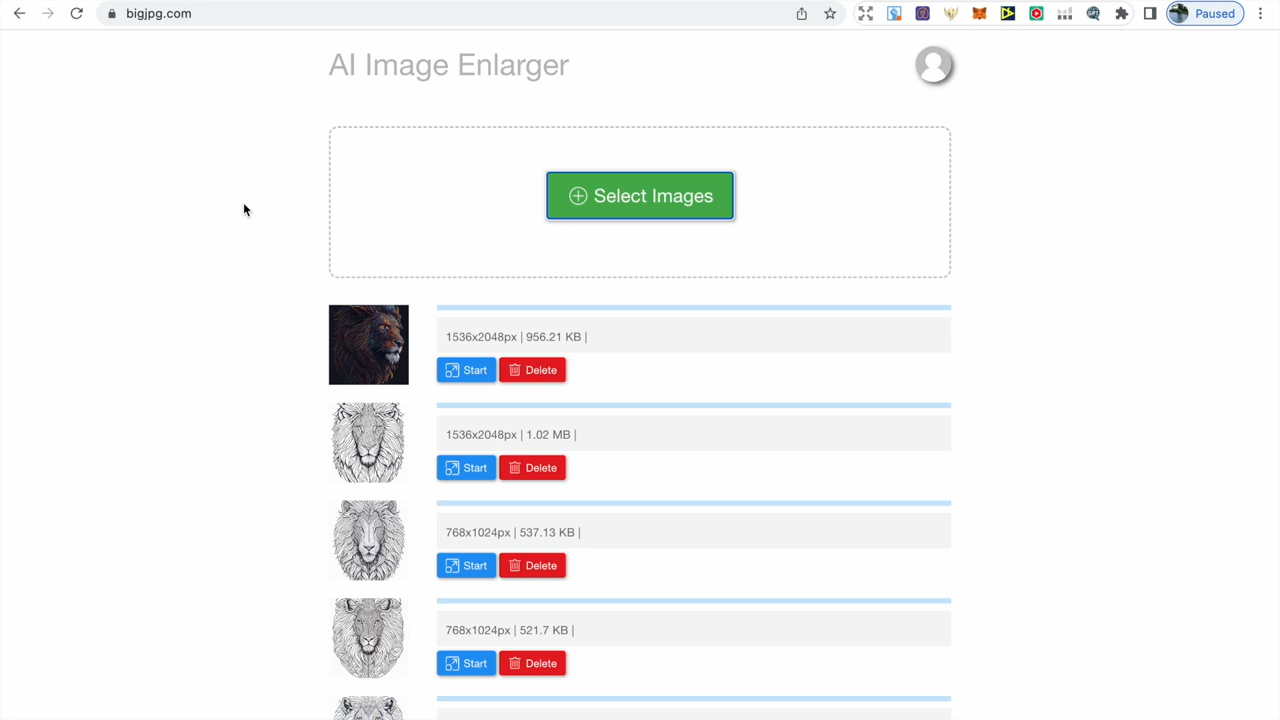 bigjpg.com
Paused
AI Image Enlarger
Select Images
1536x2048px | 956.21 KB |
Start Delete
1536x2048px | 1.02 MB |
Start Delete
768x1024px | 537.13 KB |
Start Delete
768x1024px | 521.7 KB |
Start Delete